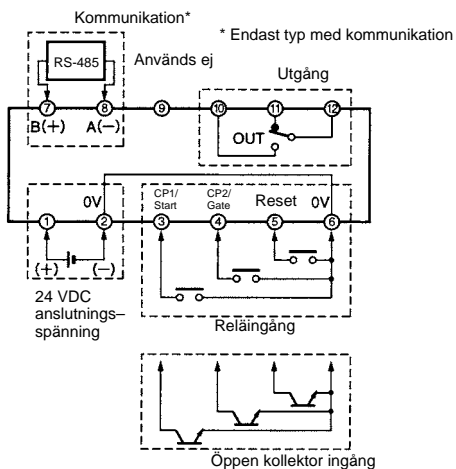 Kommunikation*
* Endast typ med kommunikation
RS-485
Används ej
Utgång
7 8 9 10 11 12
B(+) A(−)
OUT
0V
CP1/
Start
CP2/
Gate
Reset
0V
1 2 3 4 5 6
(+) (−)
24 VDC
anslutnings–
spänning
Reläingång
Öppen kollektor ingång